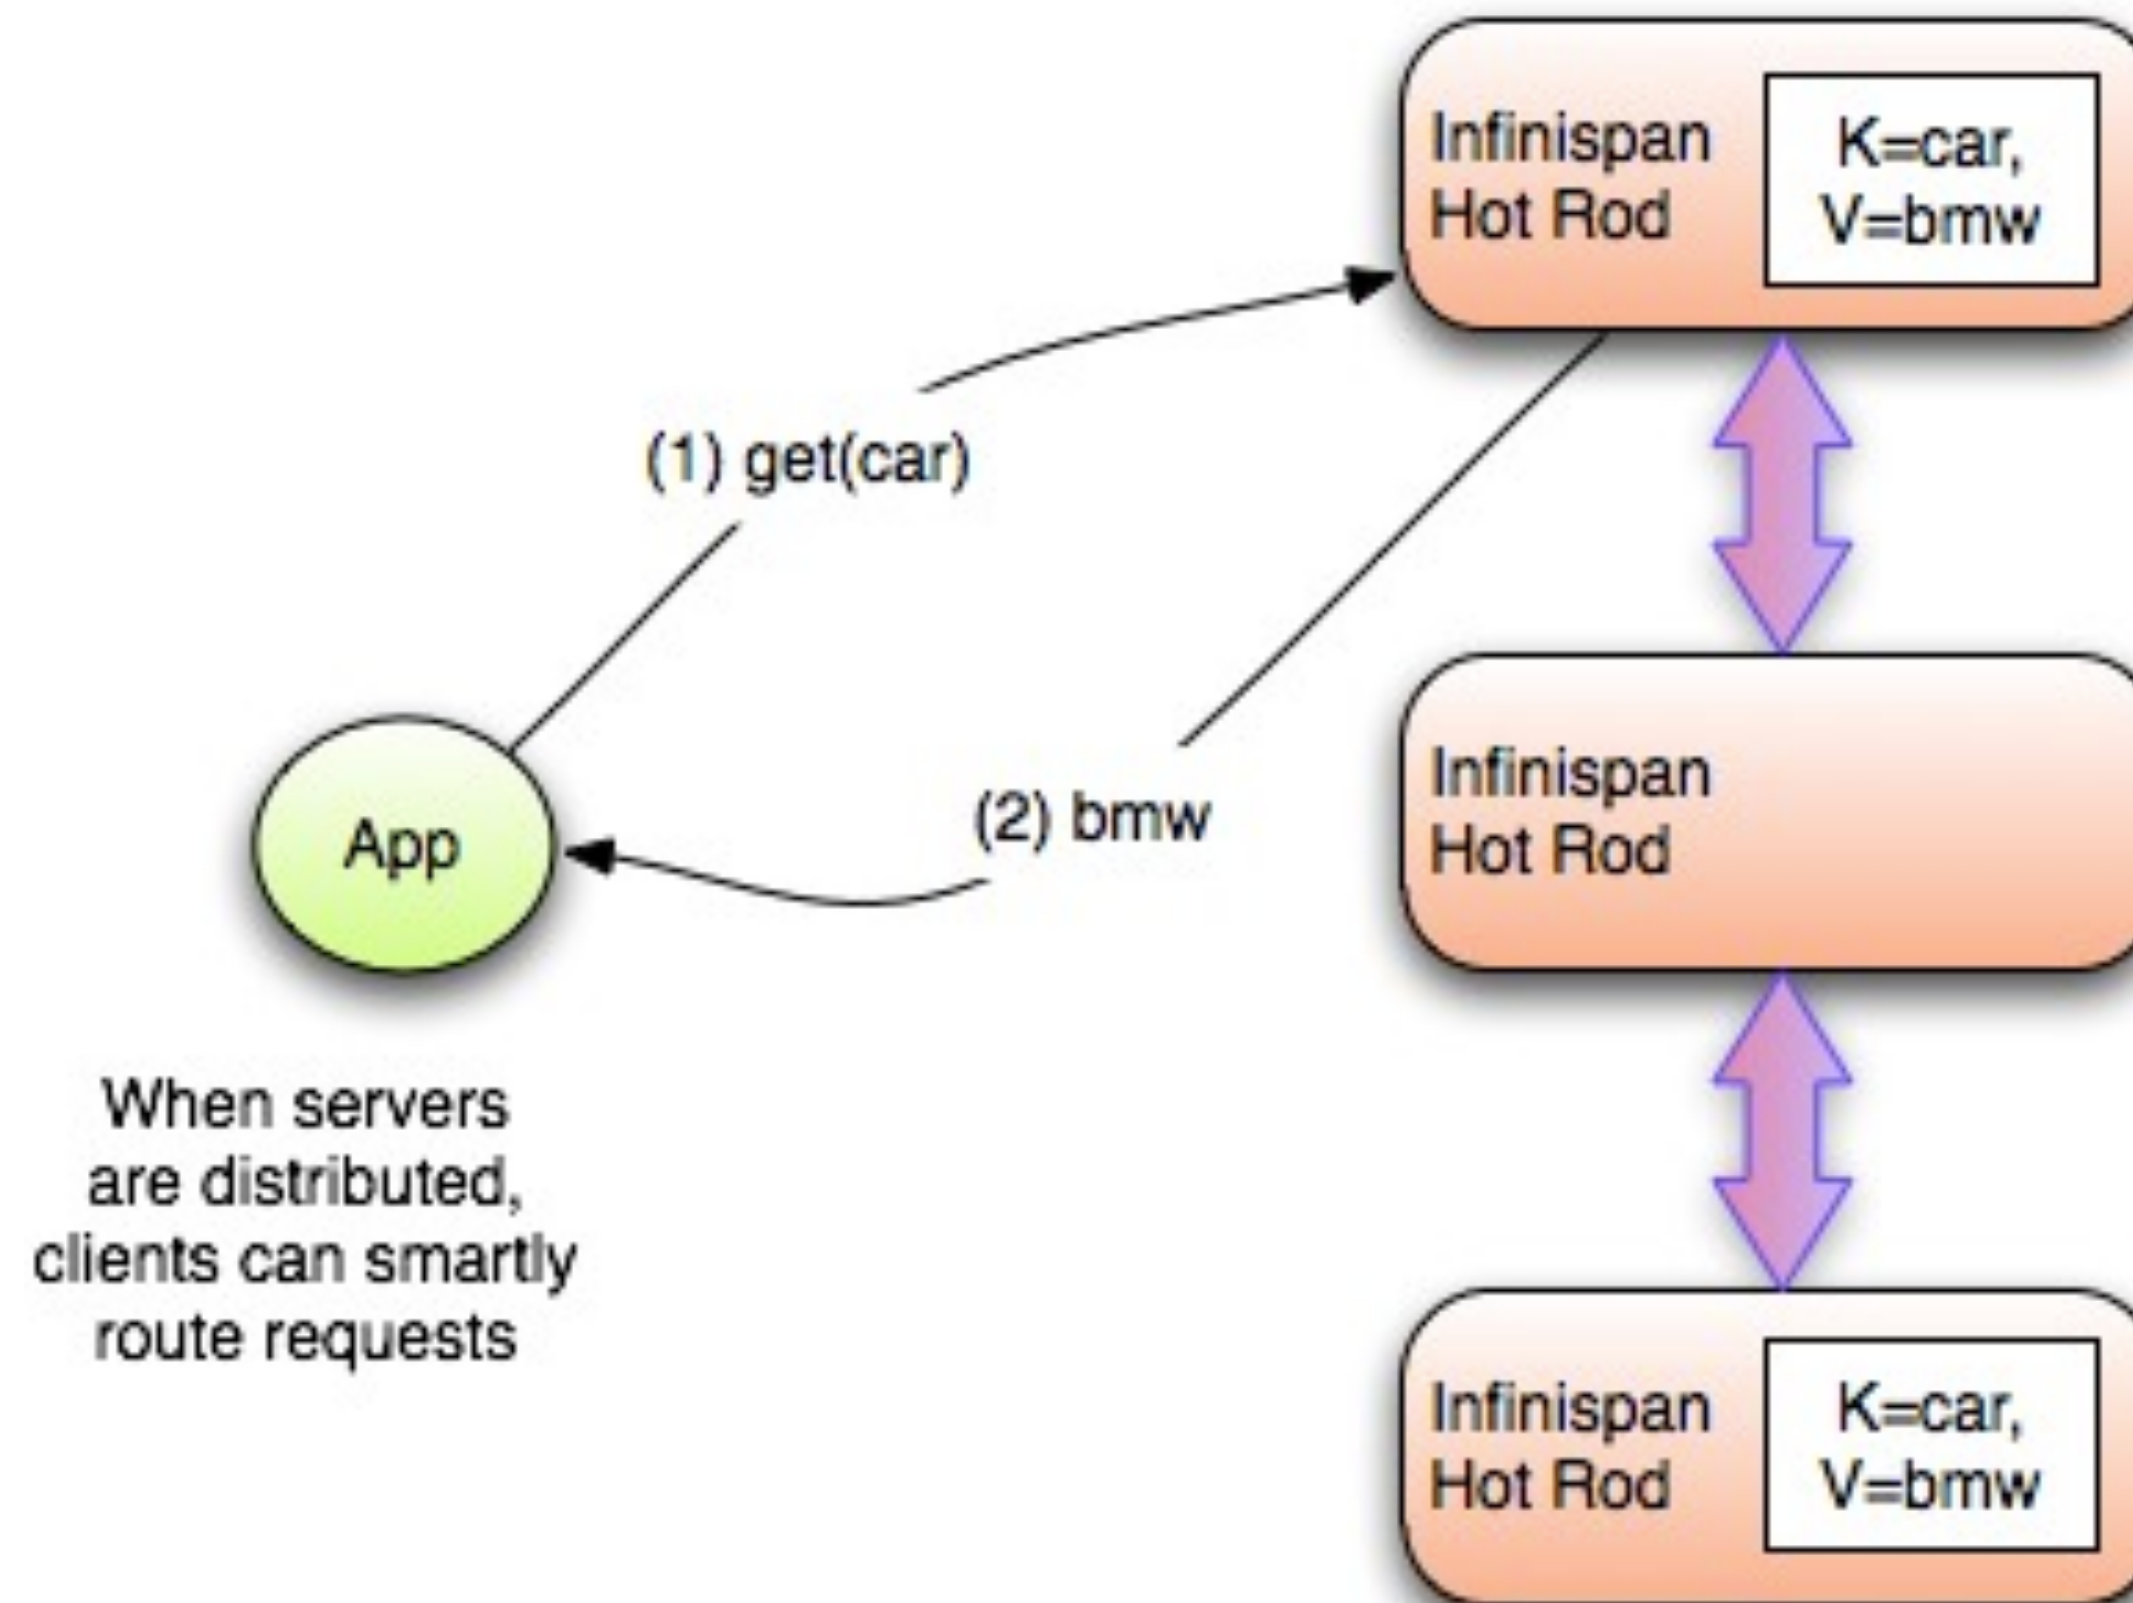 Infinispan
Hot Rod
K=car,
V=bmw
(1) get(car)
Infinispan
Hot Rod
(2) bmw
App
When servers
are distributed,
clients can smartly
route requests
Infinispan
Hot Rod
K=car,
V=bmw